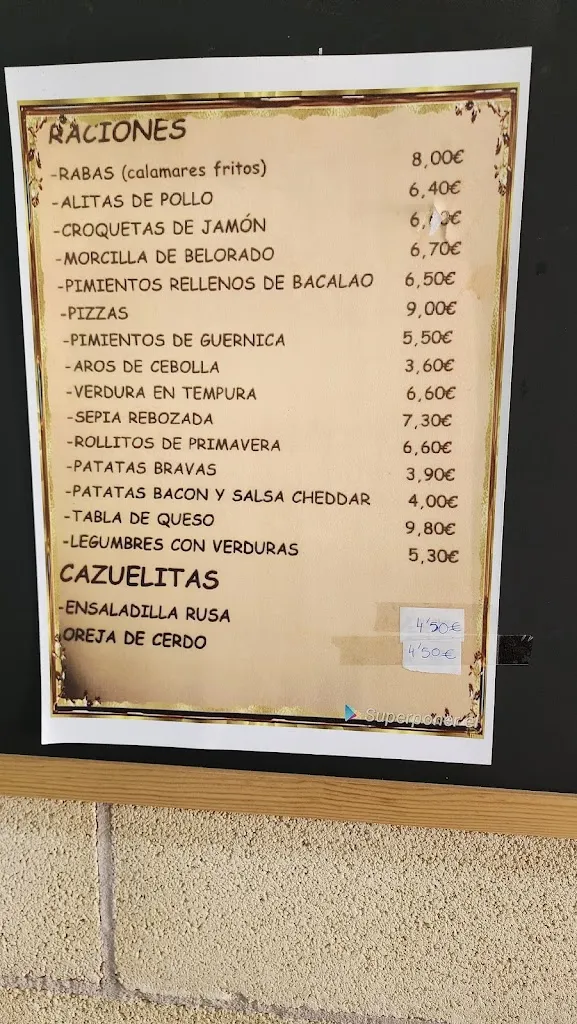 RACIONES
-RABAS (calamares fritos) 8,00€
-ALITAS DE POLLO 6,40€
-CROQUETAS DE JAMÓN
-MORCILLA DE BELORADO 6,70€
-PIMIENTOS RELLENOS DE BACALAO 6,50€
-PIZZAS 9,00€
-PIMIENTOS DE GUERNICA 5,50€
-AROS DE CEBOLLA 3,60€
-VERDURA EN TEMPURA 6,60€
-SEPIA REBOZADA 7,30€
-ROLLITOS DE PRIMAVERA 6,60€
-PATATAS BRAVAS 3,90€
-PATATAS BACON Y SALSA CHEDDAR 4,00€
-TABLA DE QUESO 9,80€
-LEGUMBRES CON VERDURAS 5,30€
CAZUELITAS
-ENSALADILLA RUSA 4'50€
OREJA DE CERDO 4'50€
Superponer